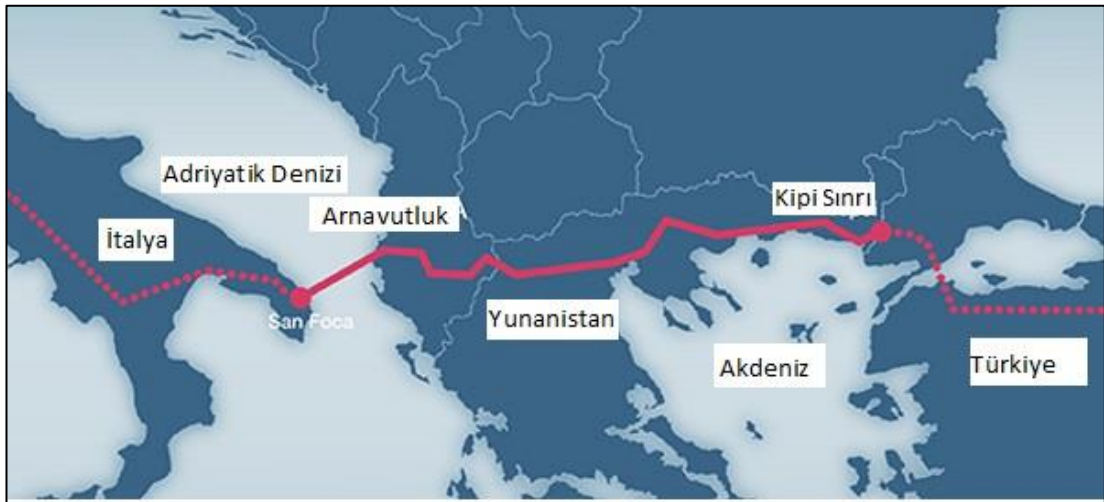 Adriyatik Denizi
Kipi Sınrı
Arnavutluk
İtalya
San Foca
Yunanistan
Akdeniz
Türkiye